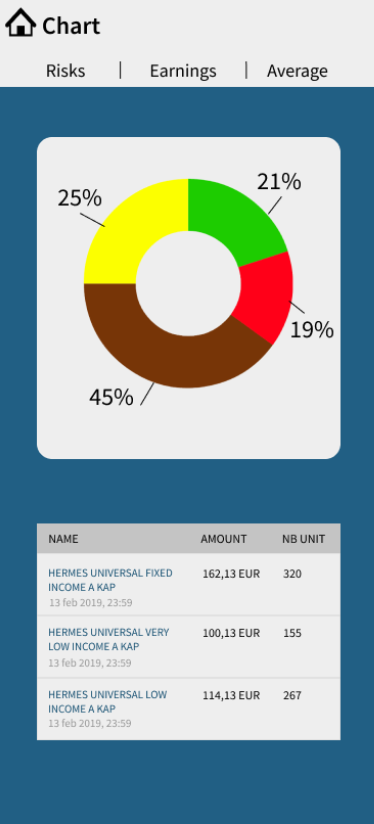 Chart
Risks | Earnings | Average
25%
21%
19%
45%
NAME AMOUNT NB UNIT
HERMES UNIVERSAL FIXED 162,13 EUR 320
INCOME A KAP
13 feb 2019, 23:59
HERMES UNIVERSAL VERY 100,13 EUR 155
LOW INCOME A KAP
13 feb 2019, 23:59
HERMES UNIVERSAL LOW 114,13 EUR 267
INCOME A KAP
13 feb 2019, 23:59